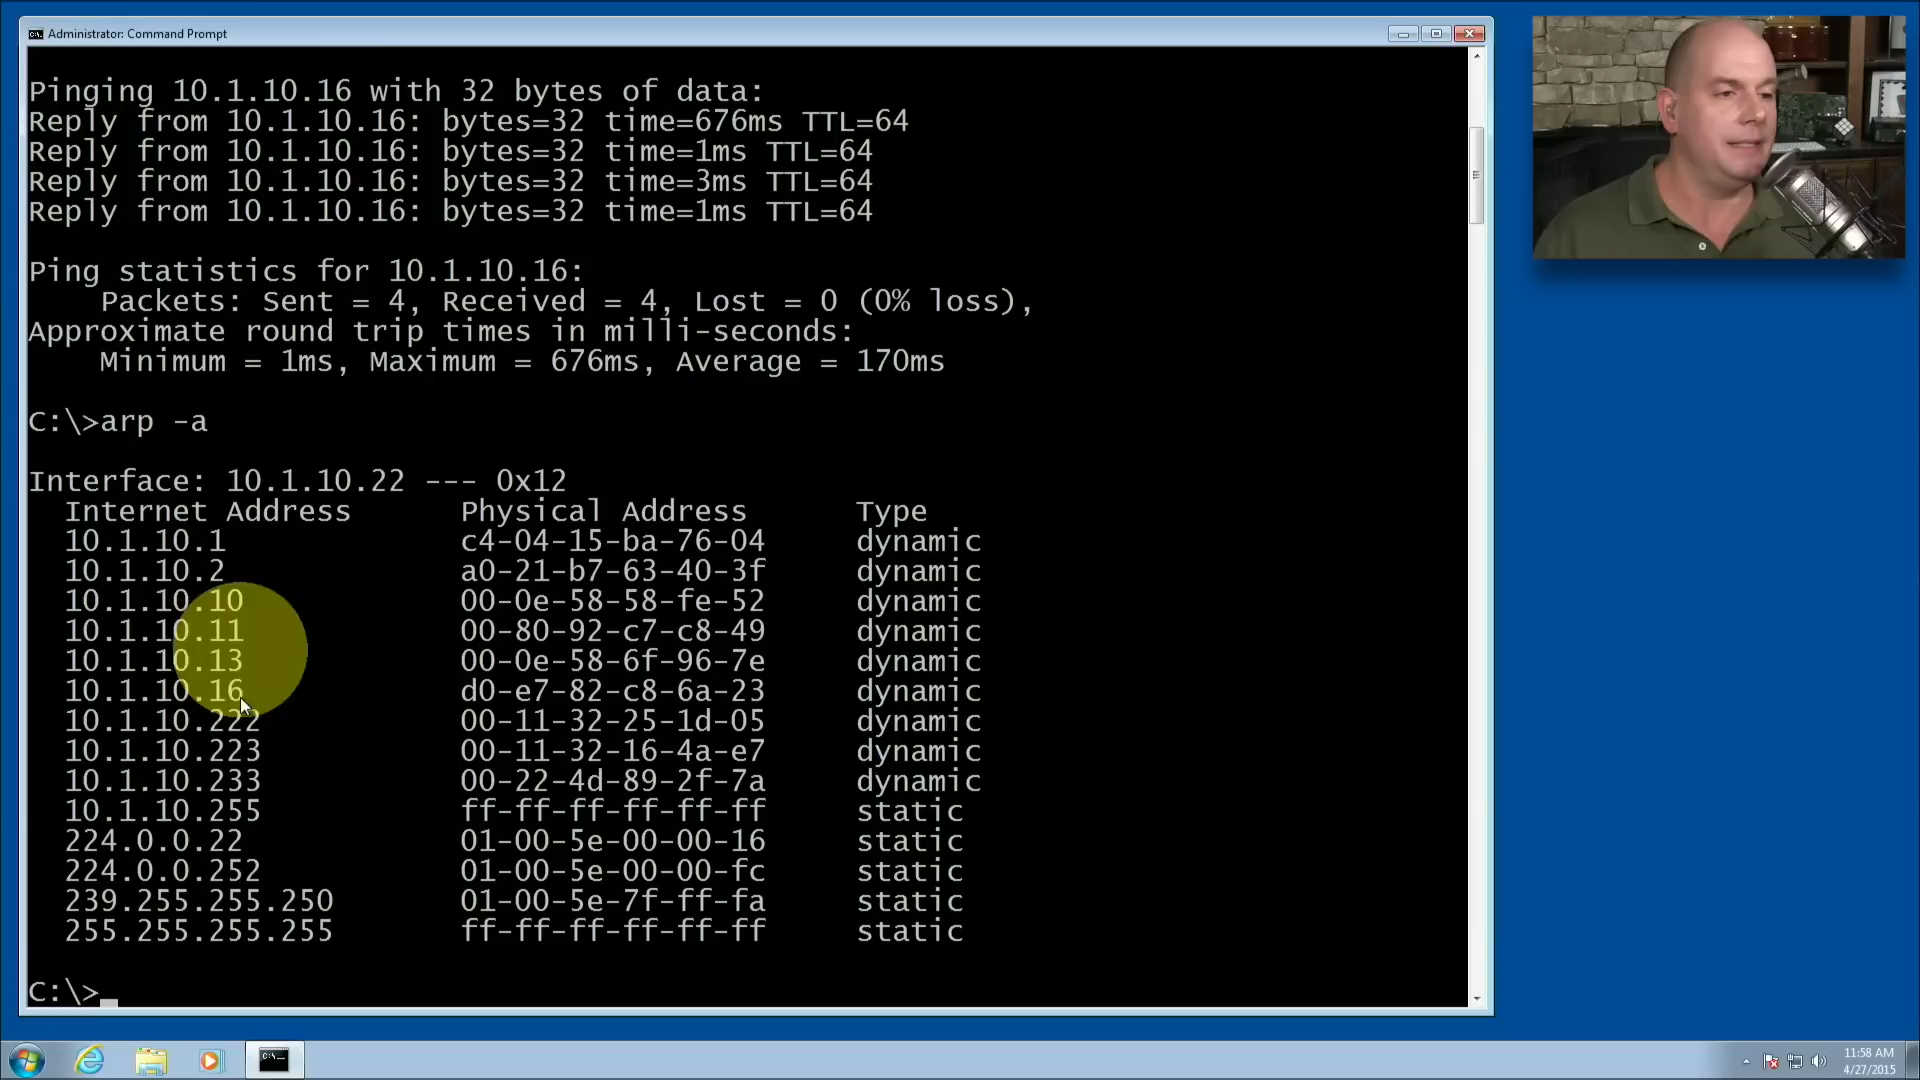 Administrator: Command Prompt
Pinging 10.1.10.16 with 32 bytes of data:
Reply from 10.1.10.16: bytes=32 time=676ms TTL=64
Reply from 10.1.10.16: bytes=32 time=1ms TTL=64
Reply from 10.1.10.16: bytes=32 time=3ms TTL=64
Reply from 10.1.10.16: bytes=32 time=1ms TTL=64
Ping statistics for 10.1.10.16:
    Packets: Sent = 4, Received = 4, Lost = 0 (0% loss),
Approximate round trip times in milli-seconds:
    Minimum = 1ms, Maximum = 676ms, Average = 170ms
C:\>arp -a
Interface: 10.1.10.22 --- 0x12
  Internet Address      Physical Address      Type
  10.1.10.1             c4-04-15-ba-76-04     dynamic
  10.1.10.2             a0-21-b7-63-40-3f     dynamic
  10.1.10.10            00-0e-58-58-fe-52     dynamic
  10.1.10.11            00-80-92-c7-c8-49     dynamic
  10.1.10.13            00-0e-58-6f-96-7e     dynamic
  10.1.10.16            d0-e7-82-c8-6a-23     dynamic
  10.1.10.222           00-11-32-25-1d-05     dynamic
  10.1.10.223           00-11-32-16-4a-e7     dynamic
  10.1.10.233           00-22-4d-89-2f-7a     dynamic
  10.1.10.255           ff-ff-ff-ff-ff-ff     static
  224.0.0.22            01-00-5e-00-00-16     static
  224.0.0.252           01-00-5e-00-00-fc     static
  239.255.255.250       01-00-5e-7f-ff-fa     static
  255.255.255.255       ff-ff-ff-ff-ff-ff     static
C:\>_
11:58 AM
4/27/2015